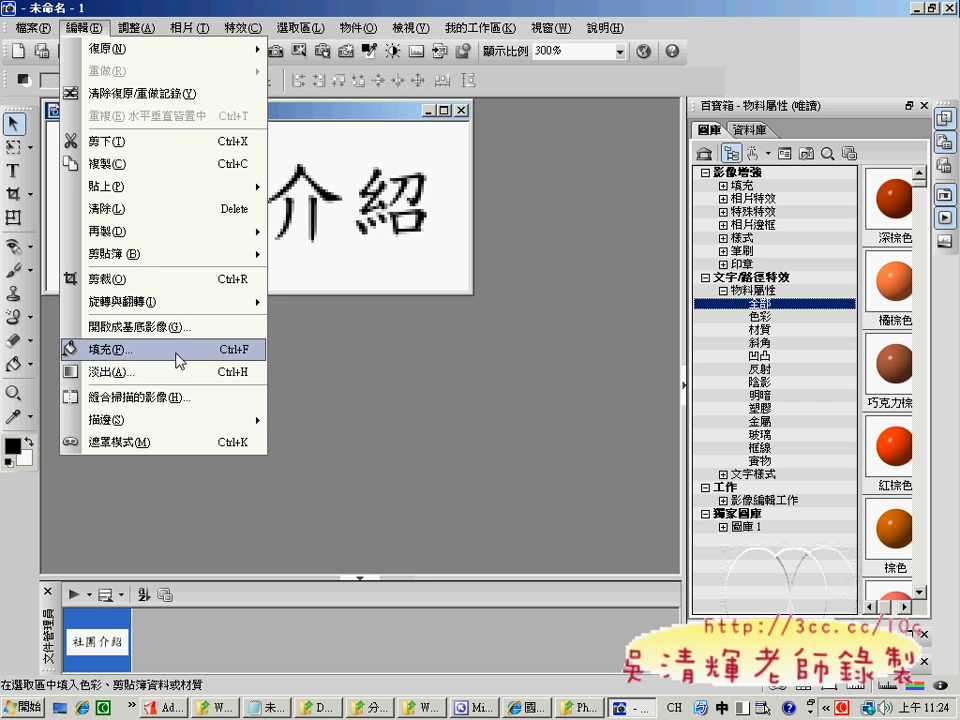 - 未命名 - 1
檔案(F) 編輯(E) 調整(A) 相片(I) 特效(C) 選取區(L) 物件(O) 檢視(V) 我的工作區(K) 視窗(W) 說明(H)
顯示比例 300%
復原(N)
重做(R)
清除復原/重做記錄(Y)
重複(E) 水平垂直皆置中 Ctrl+T
剪下(T) Ctrl+X
複製(C) Ctrl+C
貼上(P)
清除(L) Delete
再製(D)
剪貼簿 (B)
剪裁(O) Ctrl+R
旋轉與翻轉(I)
開啟成基底影像(G)...
填充(F)... Ctrl+F
淡出(A)... Ctrl+H
縫合掃描的影像(H)...
描邊(S)
遮罩模式(M) Ctrl+K
介紹
百寶箱 - 物料屬性 (唯讀)
圖庫 資料庫
影像增強
填充
相片特效
特殊特效
相片邊框
樣式
筆刷
印章
文字/路徑特效
物料屬性
全部
色彩
材質
斜角
凹凸
反射
陰影
明暗
塑膠
金屬
玻璃
框線
實物
文字樣式
工作
影像編輯工作
獨家圖庫
圖庫 1
深棕色
橘棕色
巧克力棕
紅棕色
棕色
文件管理員
社團介紹
http://3cc.cc/10c
吳清輝老師錄製
在選取區中填入色彩、剪貼簿資料或材質
開始 » Ad... W... 未... D... 分... W... Mi... 國... Ph... - ... CH 中 « 上午 11:24